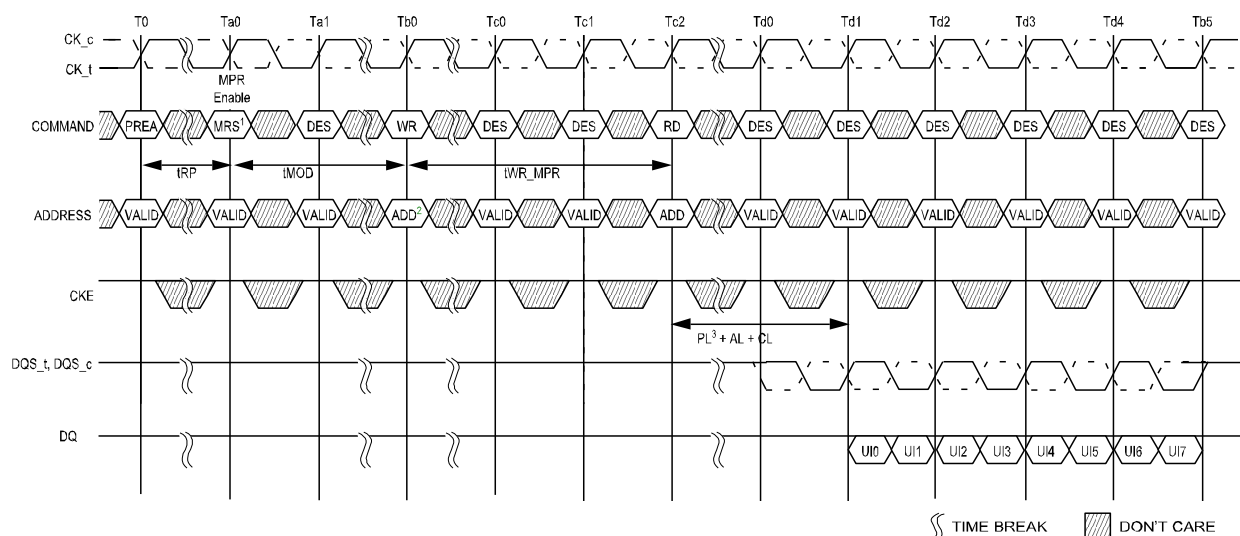 T0 Ta0 Ta1 Tb0 Tc0 Tc1 Tc2 Td0 Td1 Td2 Td3 Td4 Tb5
CK_c
CK_t
MPR
Enable
COMMAND PREA MRS1 DES WR DES DES RD DES DES DES DES DES DES
tRP tMOD tWR_MPR
ADDRESS VALID VALID VALID ADD2 VALID VALID ADD VALID VALID VALID VALID VALID VALID
CKE
PL3 + AL + CL
DQS_t, DQS_c
DQ
UI0 UI1 UI2 UI3 UI4 UI5 UI6 UI7
TIME BREAK DON'T CARE